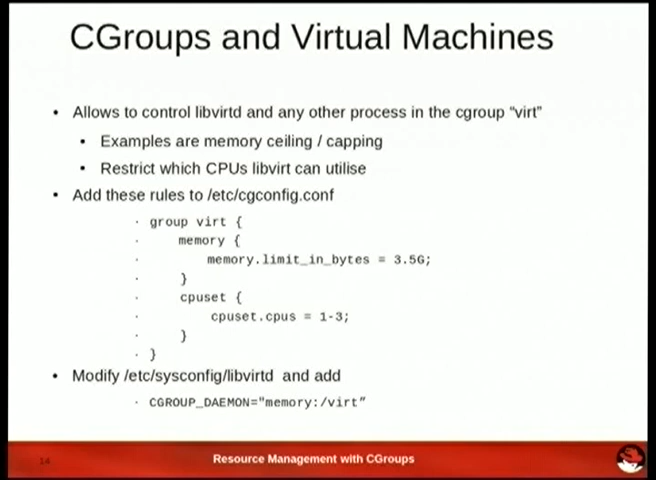 CGroups and Virtual Machines
• Allows to control libvirtd and any other process in the cgroup "virt"
• Examples are memory ceiling / capping
• Restrict which CPUs libvirt can utilise
• Add these rules to /etc/cgconfig.conf
· group virt {
· memory {
· memory.limit_in_bytes = 3.5G;
· }
· cpuset {
· cpuset.cpus = 1-3;
· }
· }
• Modify /etc/sysconfig/libvirtd and add
· CGROUP_DAEMON="memory:/virt"
14 Resource Management with CGroups